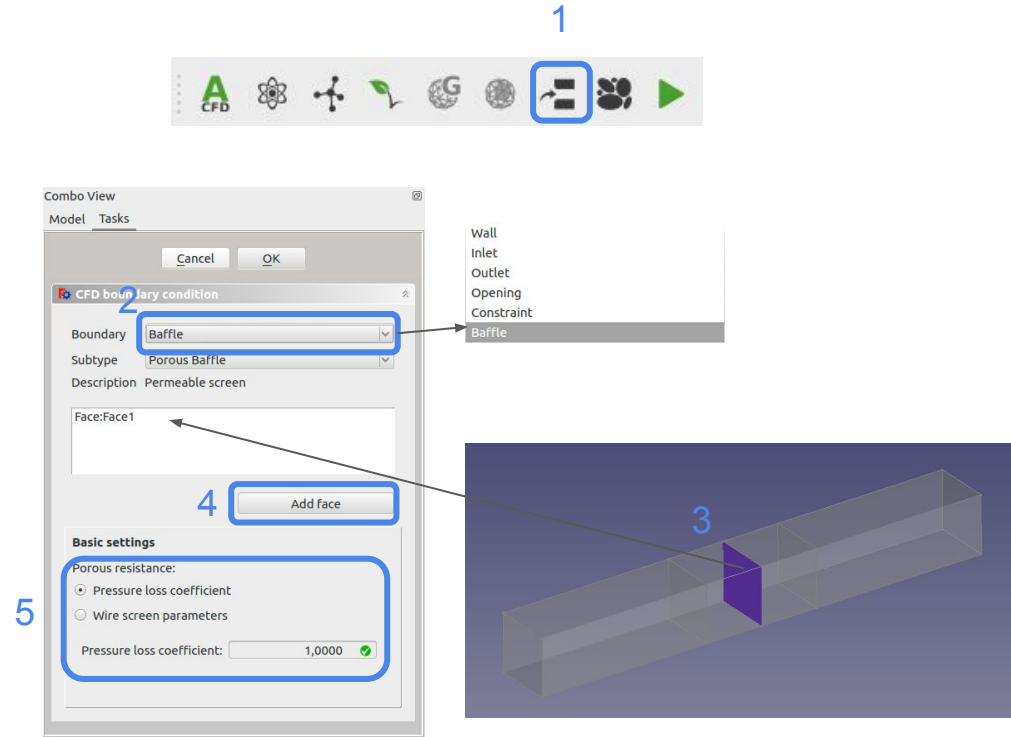 1
A
CFD
G
Combo View
Model Tasks
Cancel OK
CFD boundary condition
2
Boundary Baffle
Subtype Porous Baffle
Description Permeable screen
Face:Face1
4 Add face
Basic settings
Porous resistance:
Pressure loss coefficient
5 Wire screen parameters
Pressure loss coefficient: 1,0000
Wall
Inlet
Outlet
Opening
Constraint
Baffle
3